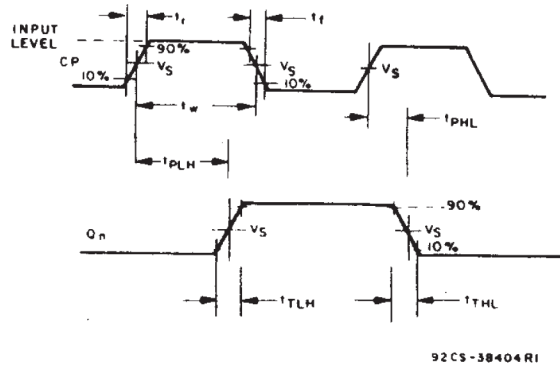 tr
tf
INPUT
LEVEL
90%
CP
VS
VS
VS
10%
10%
tw
tPHL
tPLH
90%
Qn
VS
VS
10%
tTLH
tTHL
92CS-38404RI